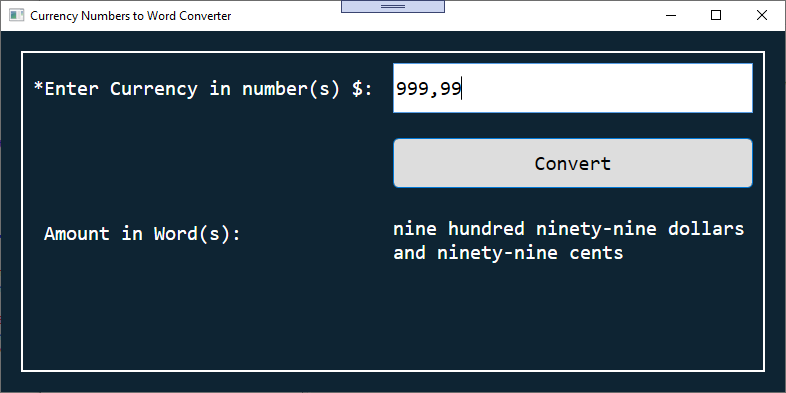 Currency Numbers to Word Converter
*Enter Currency in number(s) $:
999,99
Convert
Amount in Word(s):
nine hundred ninety-nine dollars
and ninety-nine cents